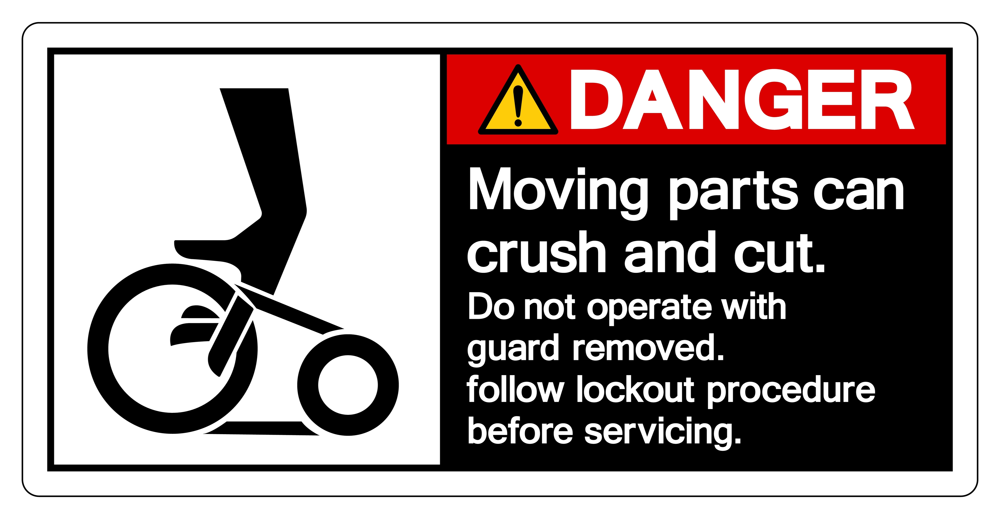 DANGER
Moving parts can
crush and cut.
Do not operate with
guard removed.
follow lockout procedure
before servicing.